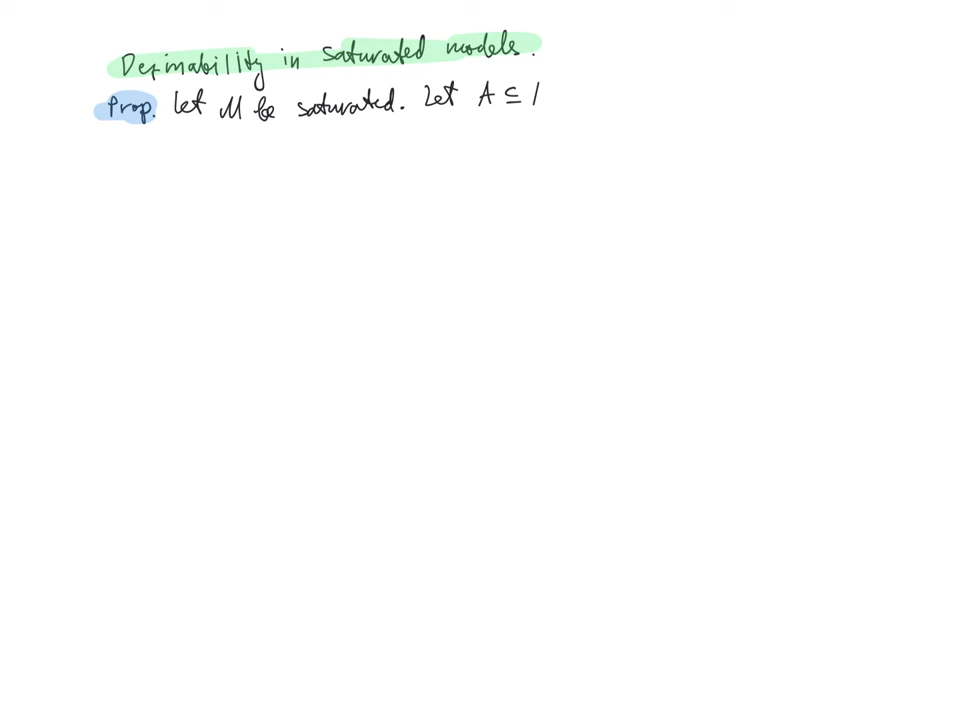 Definability in saturated models.
Prop. Let M be saturated. Let A ⊆